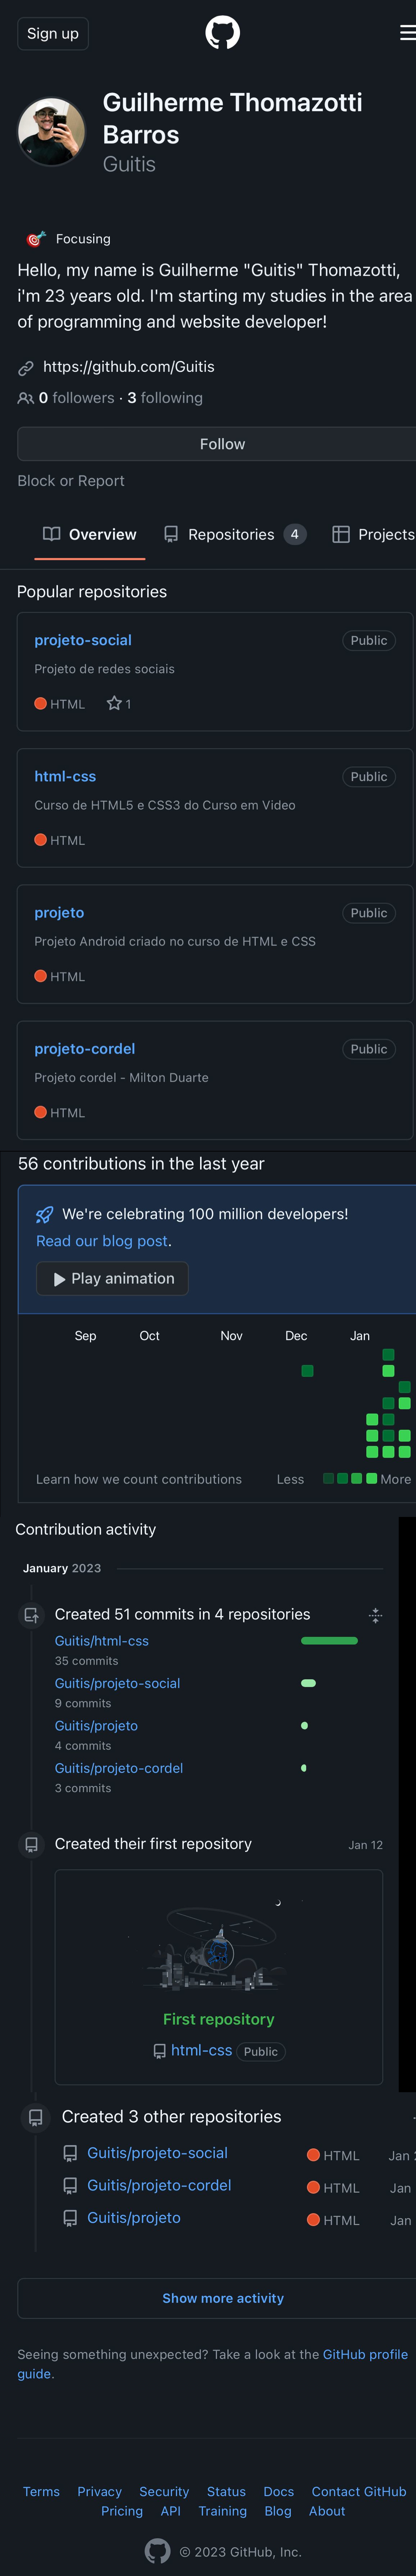 Sign up
Guilherme Thomazotti
Barros
Guitis
Focusing
Hello, my name is Guilherme "Guitis" Thomazotti,
i'm 23 years old. I'm starting my studies in the area
of programming and website developer!
https://github.com/Guitis
0 followers · 3 following
Follow
Block or Report
Overview Repositories 4 Projects
Popular repositories
projeto-social Public
Projeto de redes sociais
HTML 1
html-css Public
Curso de HTML5 e CSS3 do Curso em Video
HTML
projeto Public
Projeto Android criado no curso de HTML e CSS
HTML
projeto-cordel Public
Projeto cordel - Milton Duarte
HTML
56 contributions in the last year
We're celebrating 100 million developers!
Read our blog post.
Play animation
Sep Oct Nov Dec Jan
Learn how we count contributions Less More
Contribution activity
January 2023
Created 51 commits in 4 repositories
Guitis/html-css
35 commits
Guitis/projeto-social
9 commits
Guitis/projeto
4 commits
Guitis/projeto-cordel
3 commits
Created their first repository Jan 12
First repository
html-css Public
Created 3 other repositories
Guitis/projeto-social HTML Jan
Guitis/projeto-cordel HTML Jan
Guitis/projeto HTML Jan
Show more activity
Seeing something unexpected? Take a look at the GitHub profile
guide.
Terms Privacy Security Status Docs Contact GitHub
Pricing API Training Blog About
© 2023 GitHub, Inc.